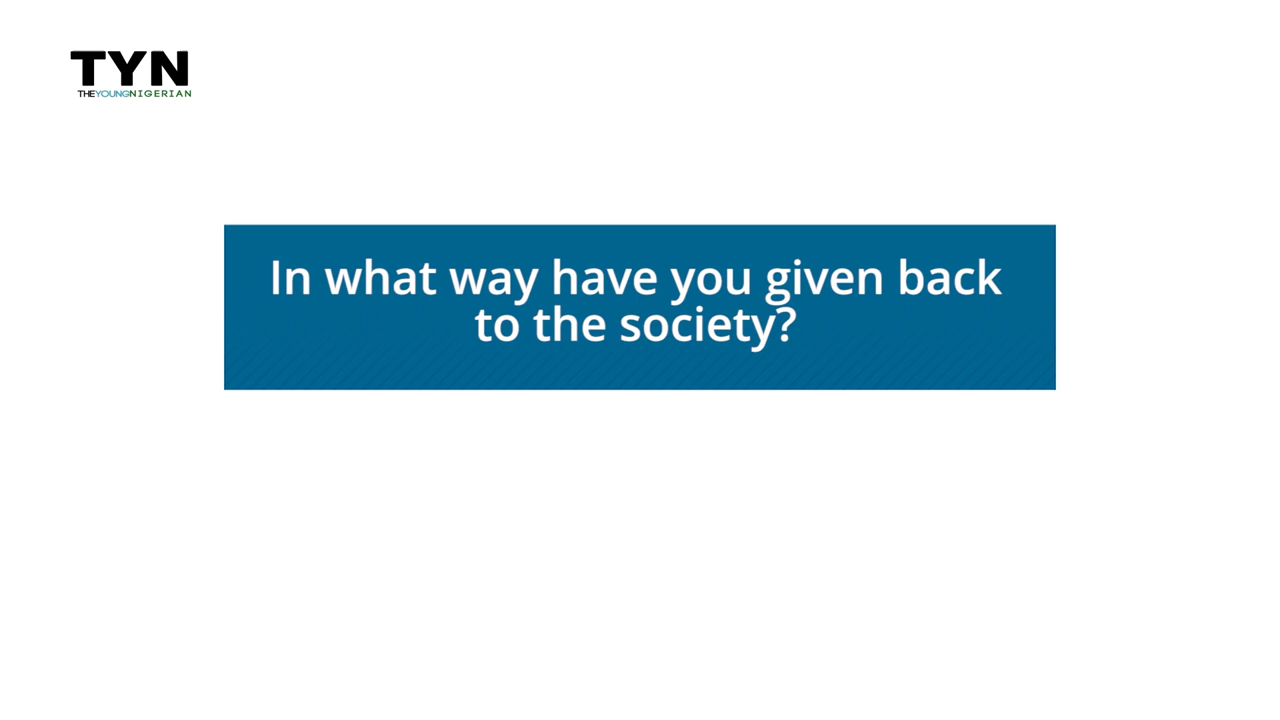 TYN
THEYOUNGNIGERIAN
In what way have you given back
to the society?